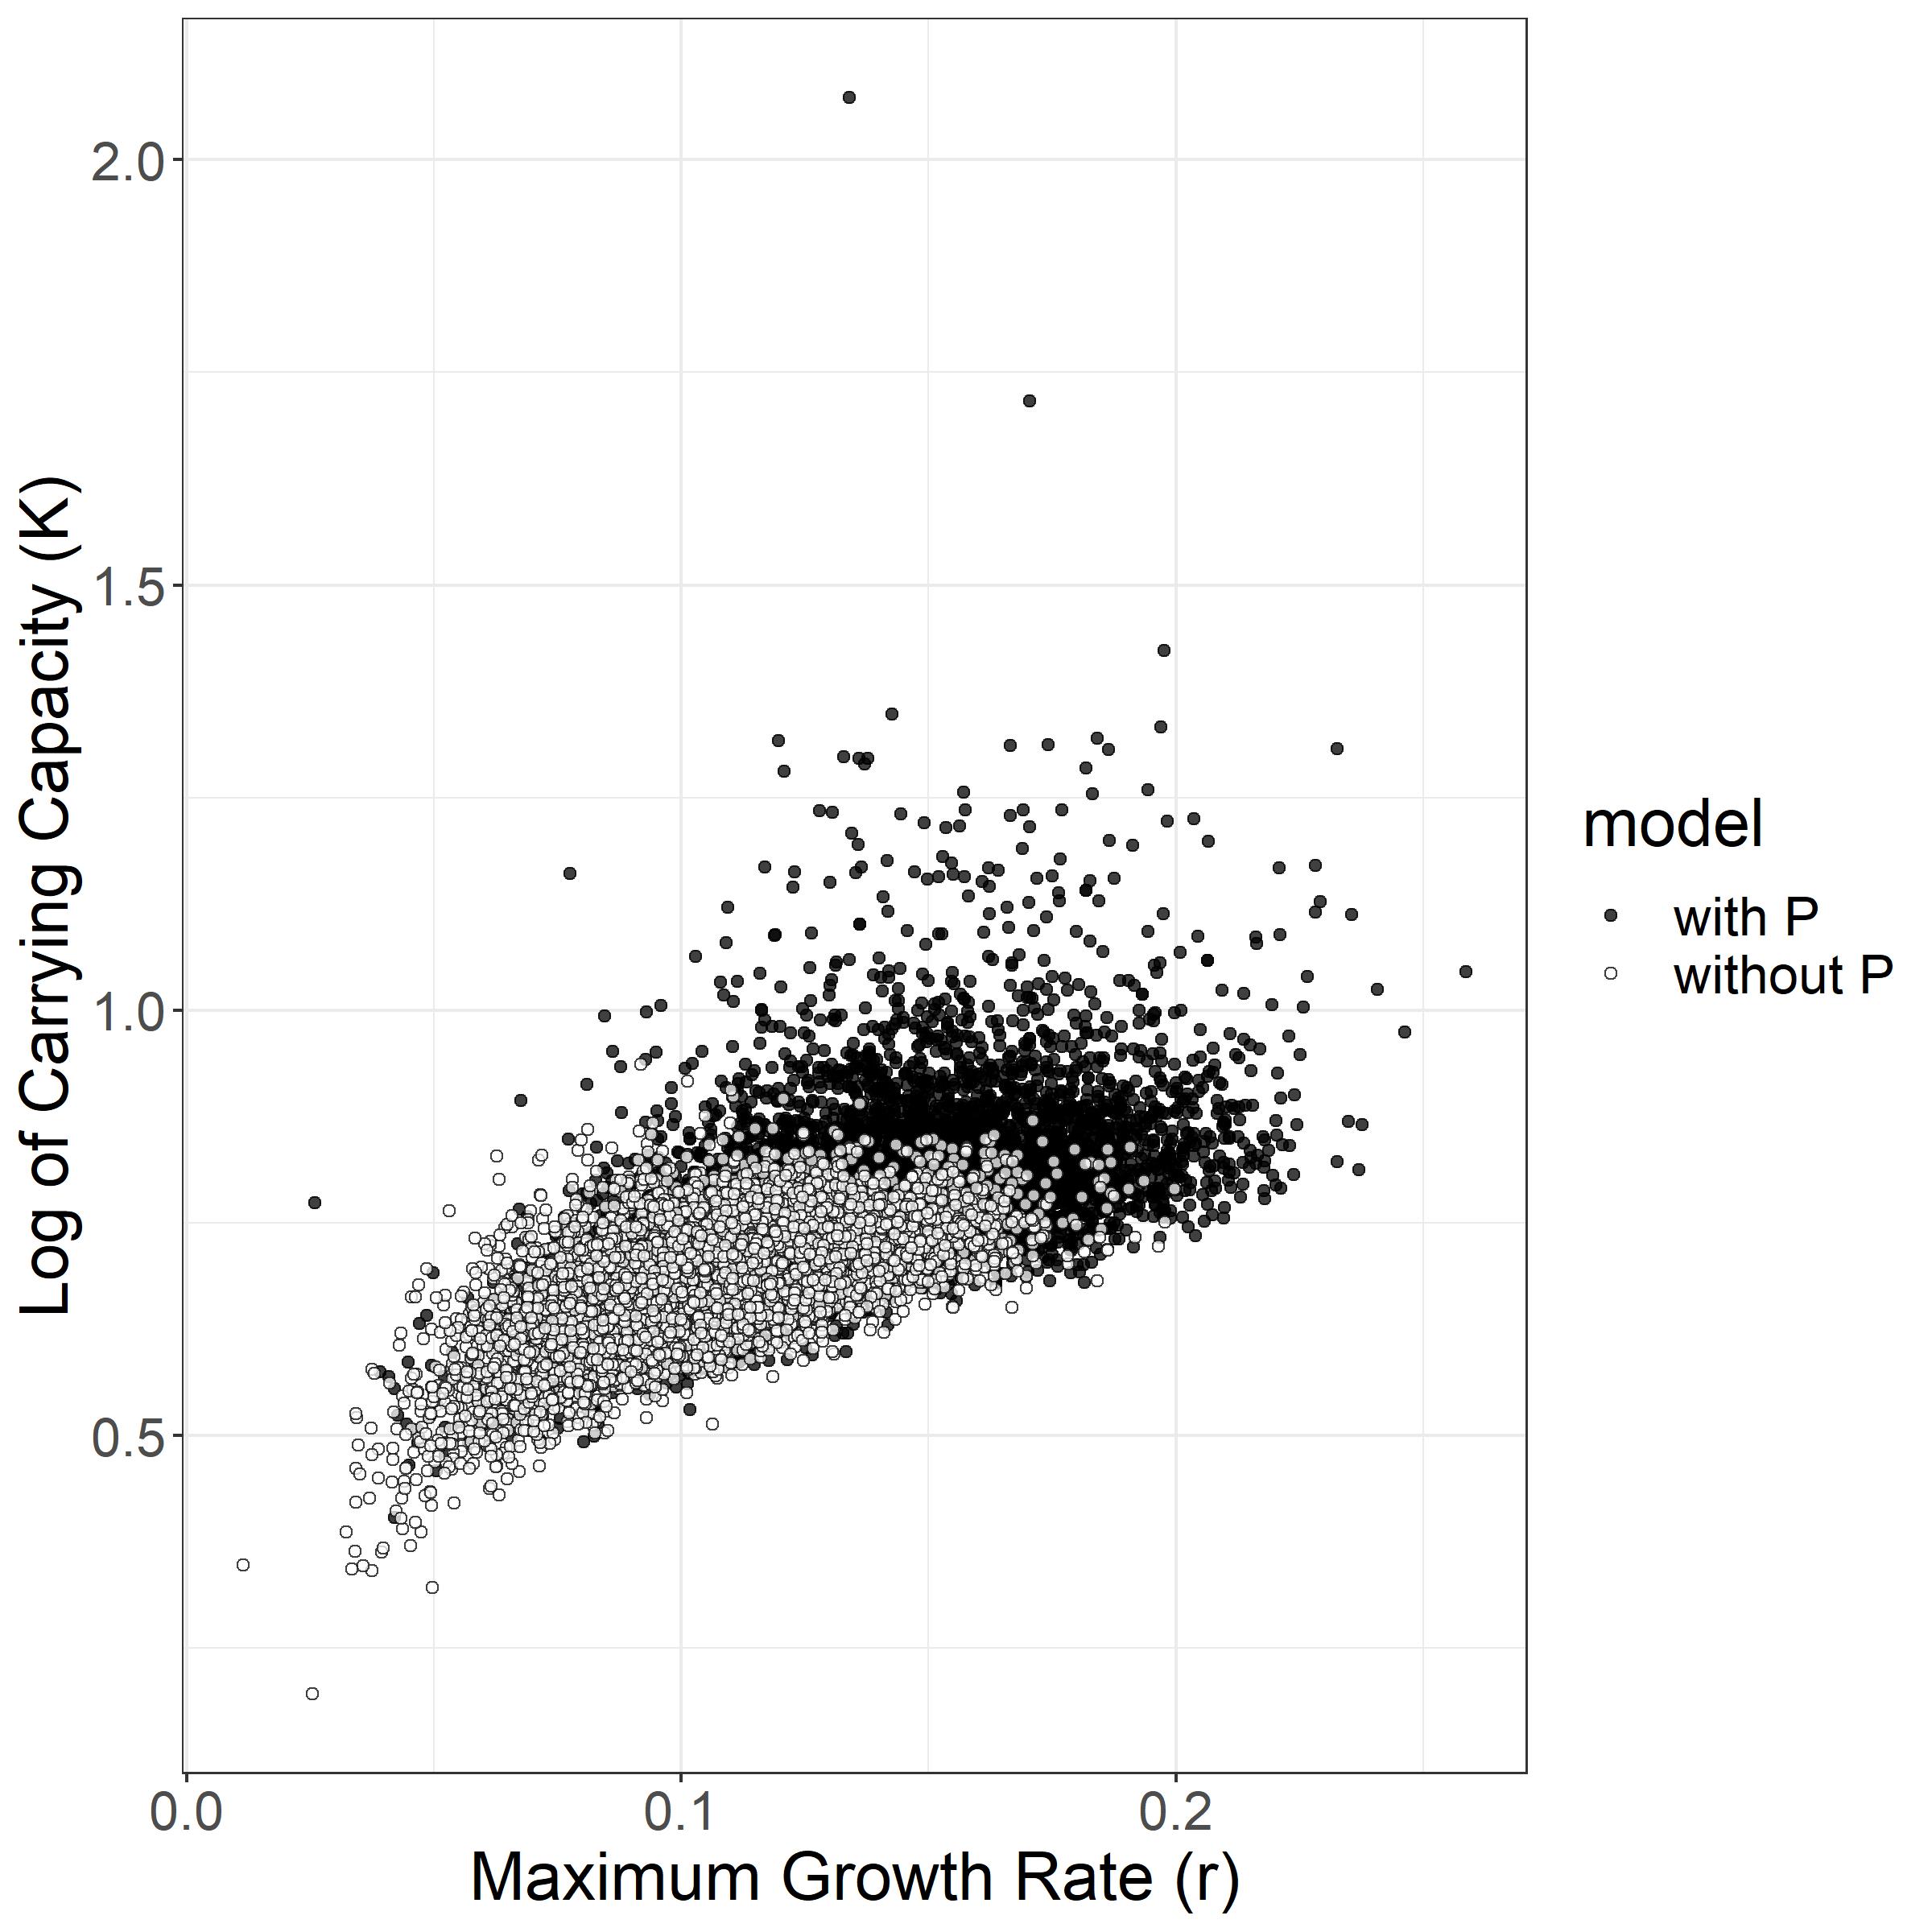 Log of Carrying Capacity (K)
2.0
1.5
1.0
0.5
0.0
0.1
0.2
Maximum Growth Rate (r)
model
with P
without P